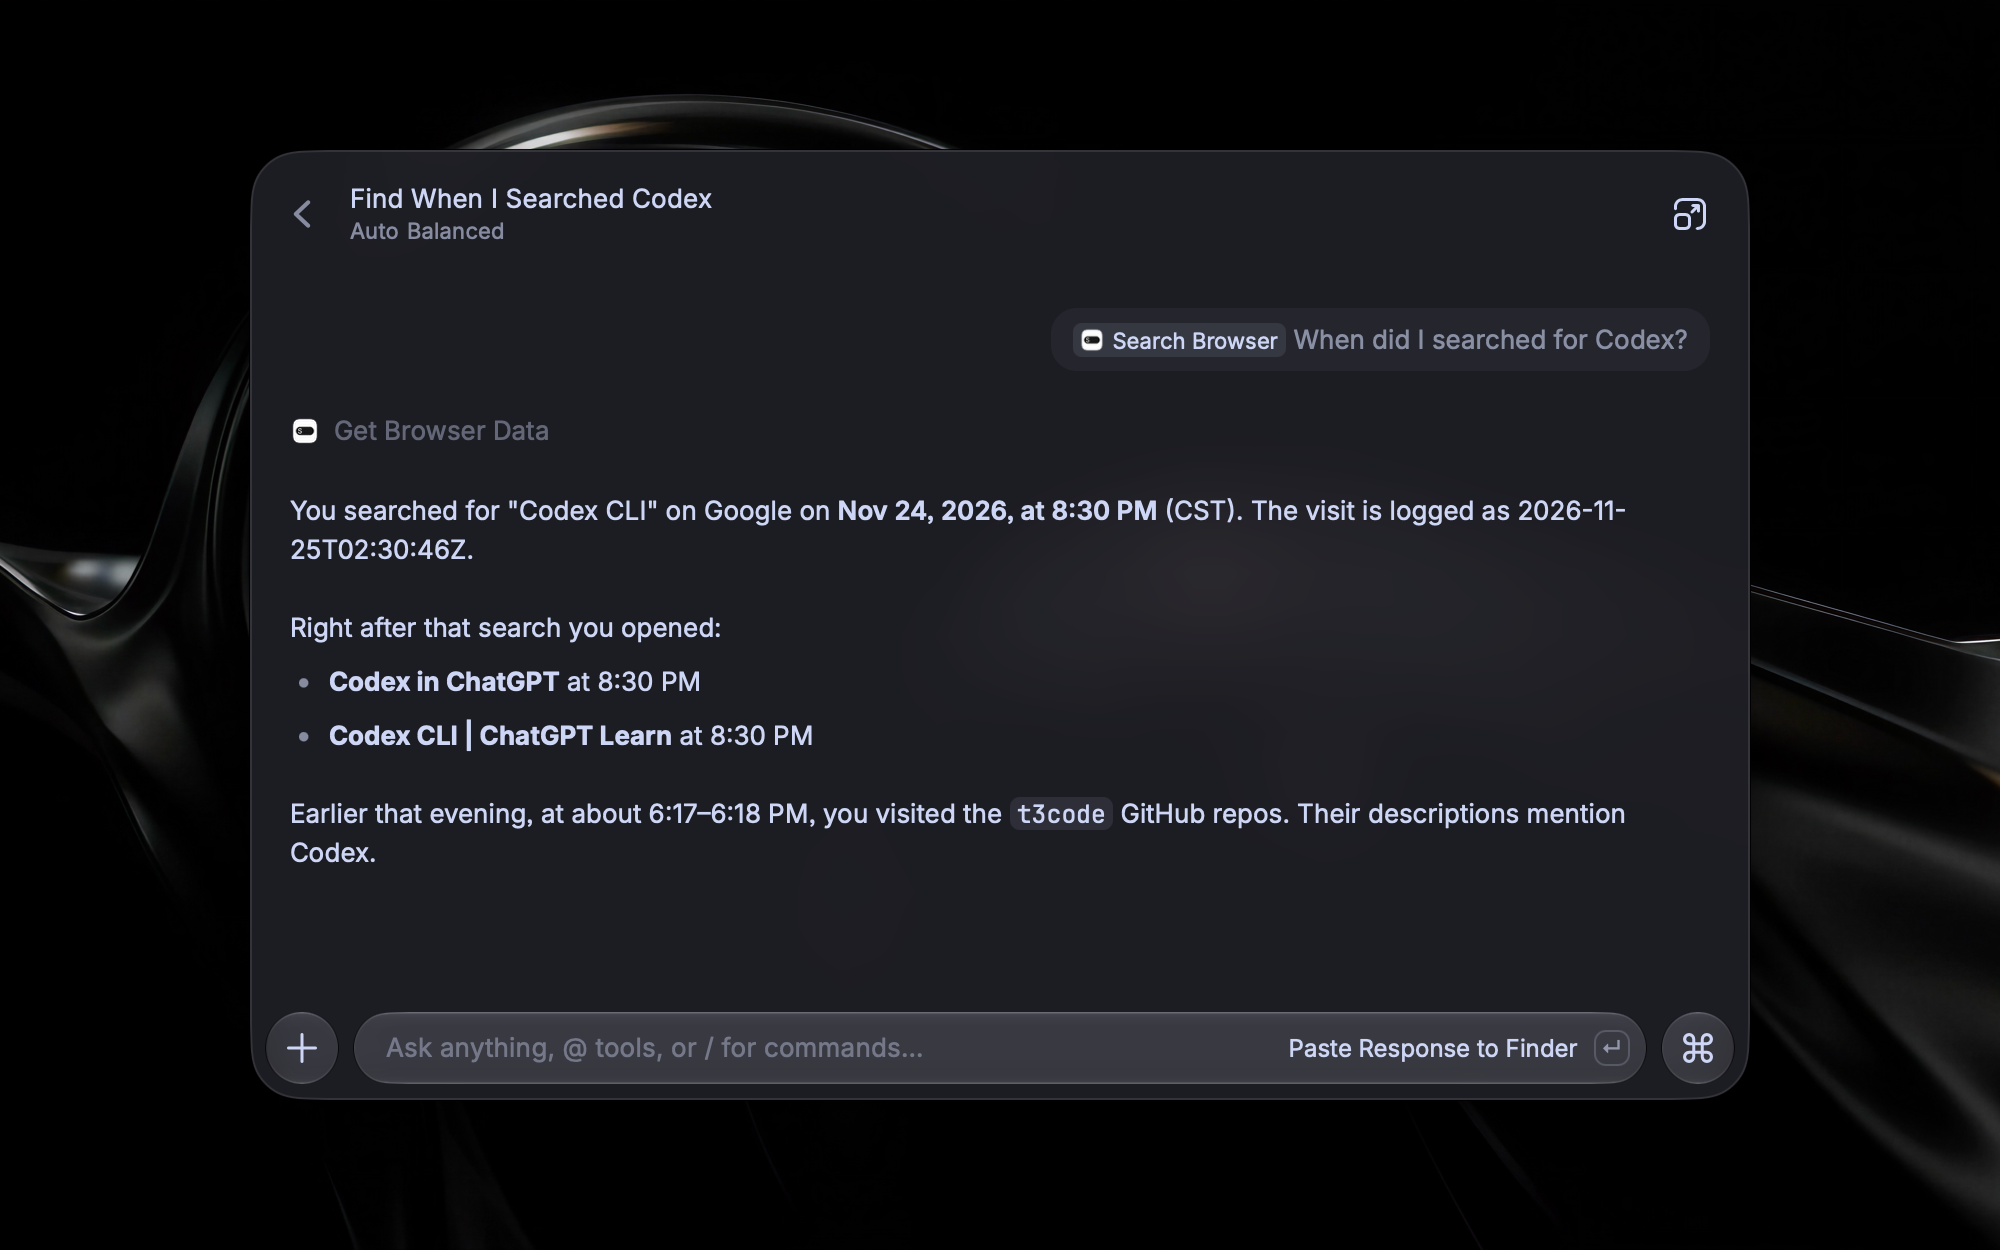 Find When I Searched Codex
Auto Balanced
Search Browser When did I searched for Codex?
Get Browser Data
You searched for "Codex CLI" on Google on Nov 24, 2026, at 8:30 PM (CST). The visit is logged as 2026-11-
25T02:30:46Z.
Right after that search you opened:
• Codex in ChatGPT at 8:30 PM
• Codex CLI | ChatGPT Learn at 8:30 PM
Earlier that evening, at about 6:17–6:18 PM, you visited the t3code GitHub repos. Their descriptions mention
Codex.
Ask anything, @ tools, or / for commands... Paste Response to Finder